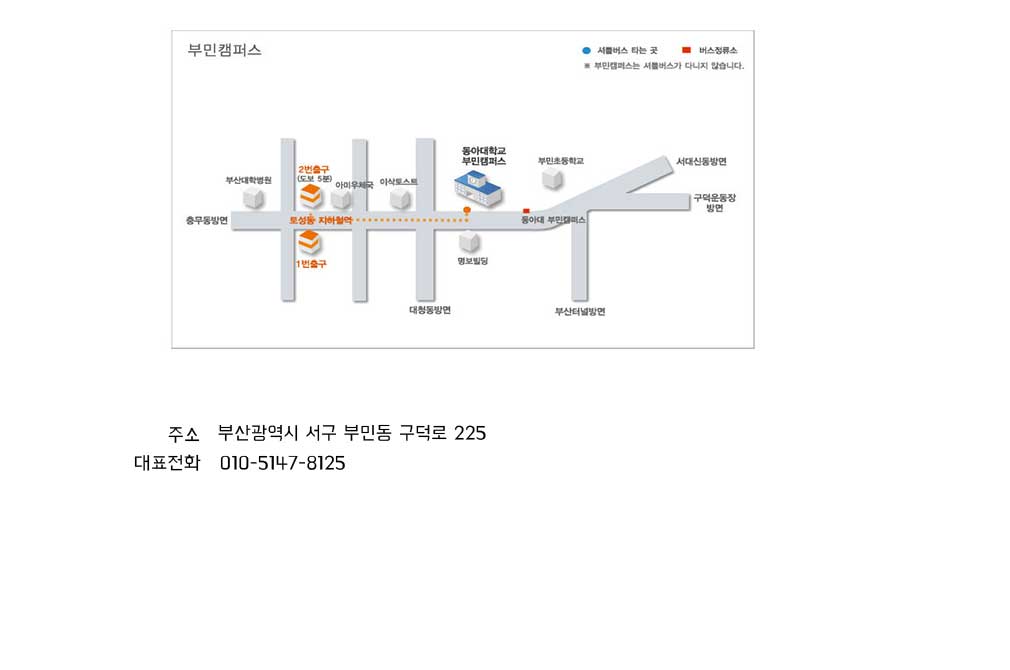 부민캠퍼스
셔틀버스 타는 곳 버스정류소
※ 부민캠퍼스는 셔틀버스가 다니지 않습니다.
동아대학교
부민캠퍼스
부민초등학교
서대신동방면
2번출구
(도보 5분)
부산대학병원
아미우체국
이삭토스트
구덕운동장
방면
충무동방면
토성동 지하철역
동아대 부민캠퍼스
1번출구
명보빌딩
대청동방면
부산터널방면
주소 부산광역시 서구 부민동 구덕로 225
대표전화 010-5147-8125